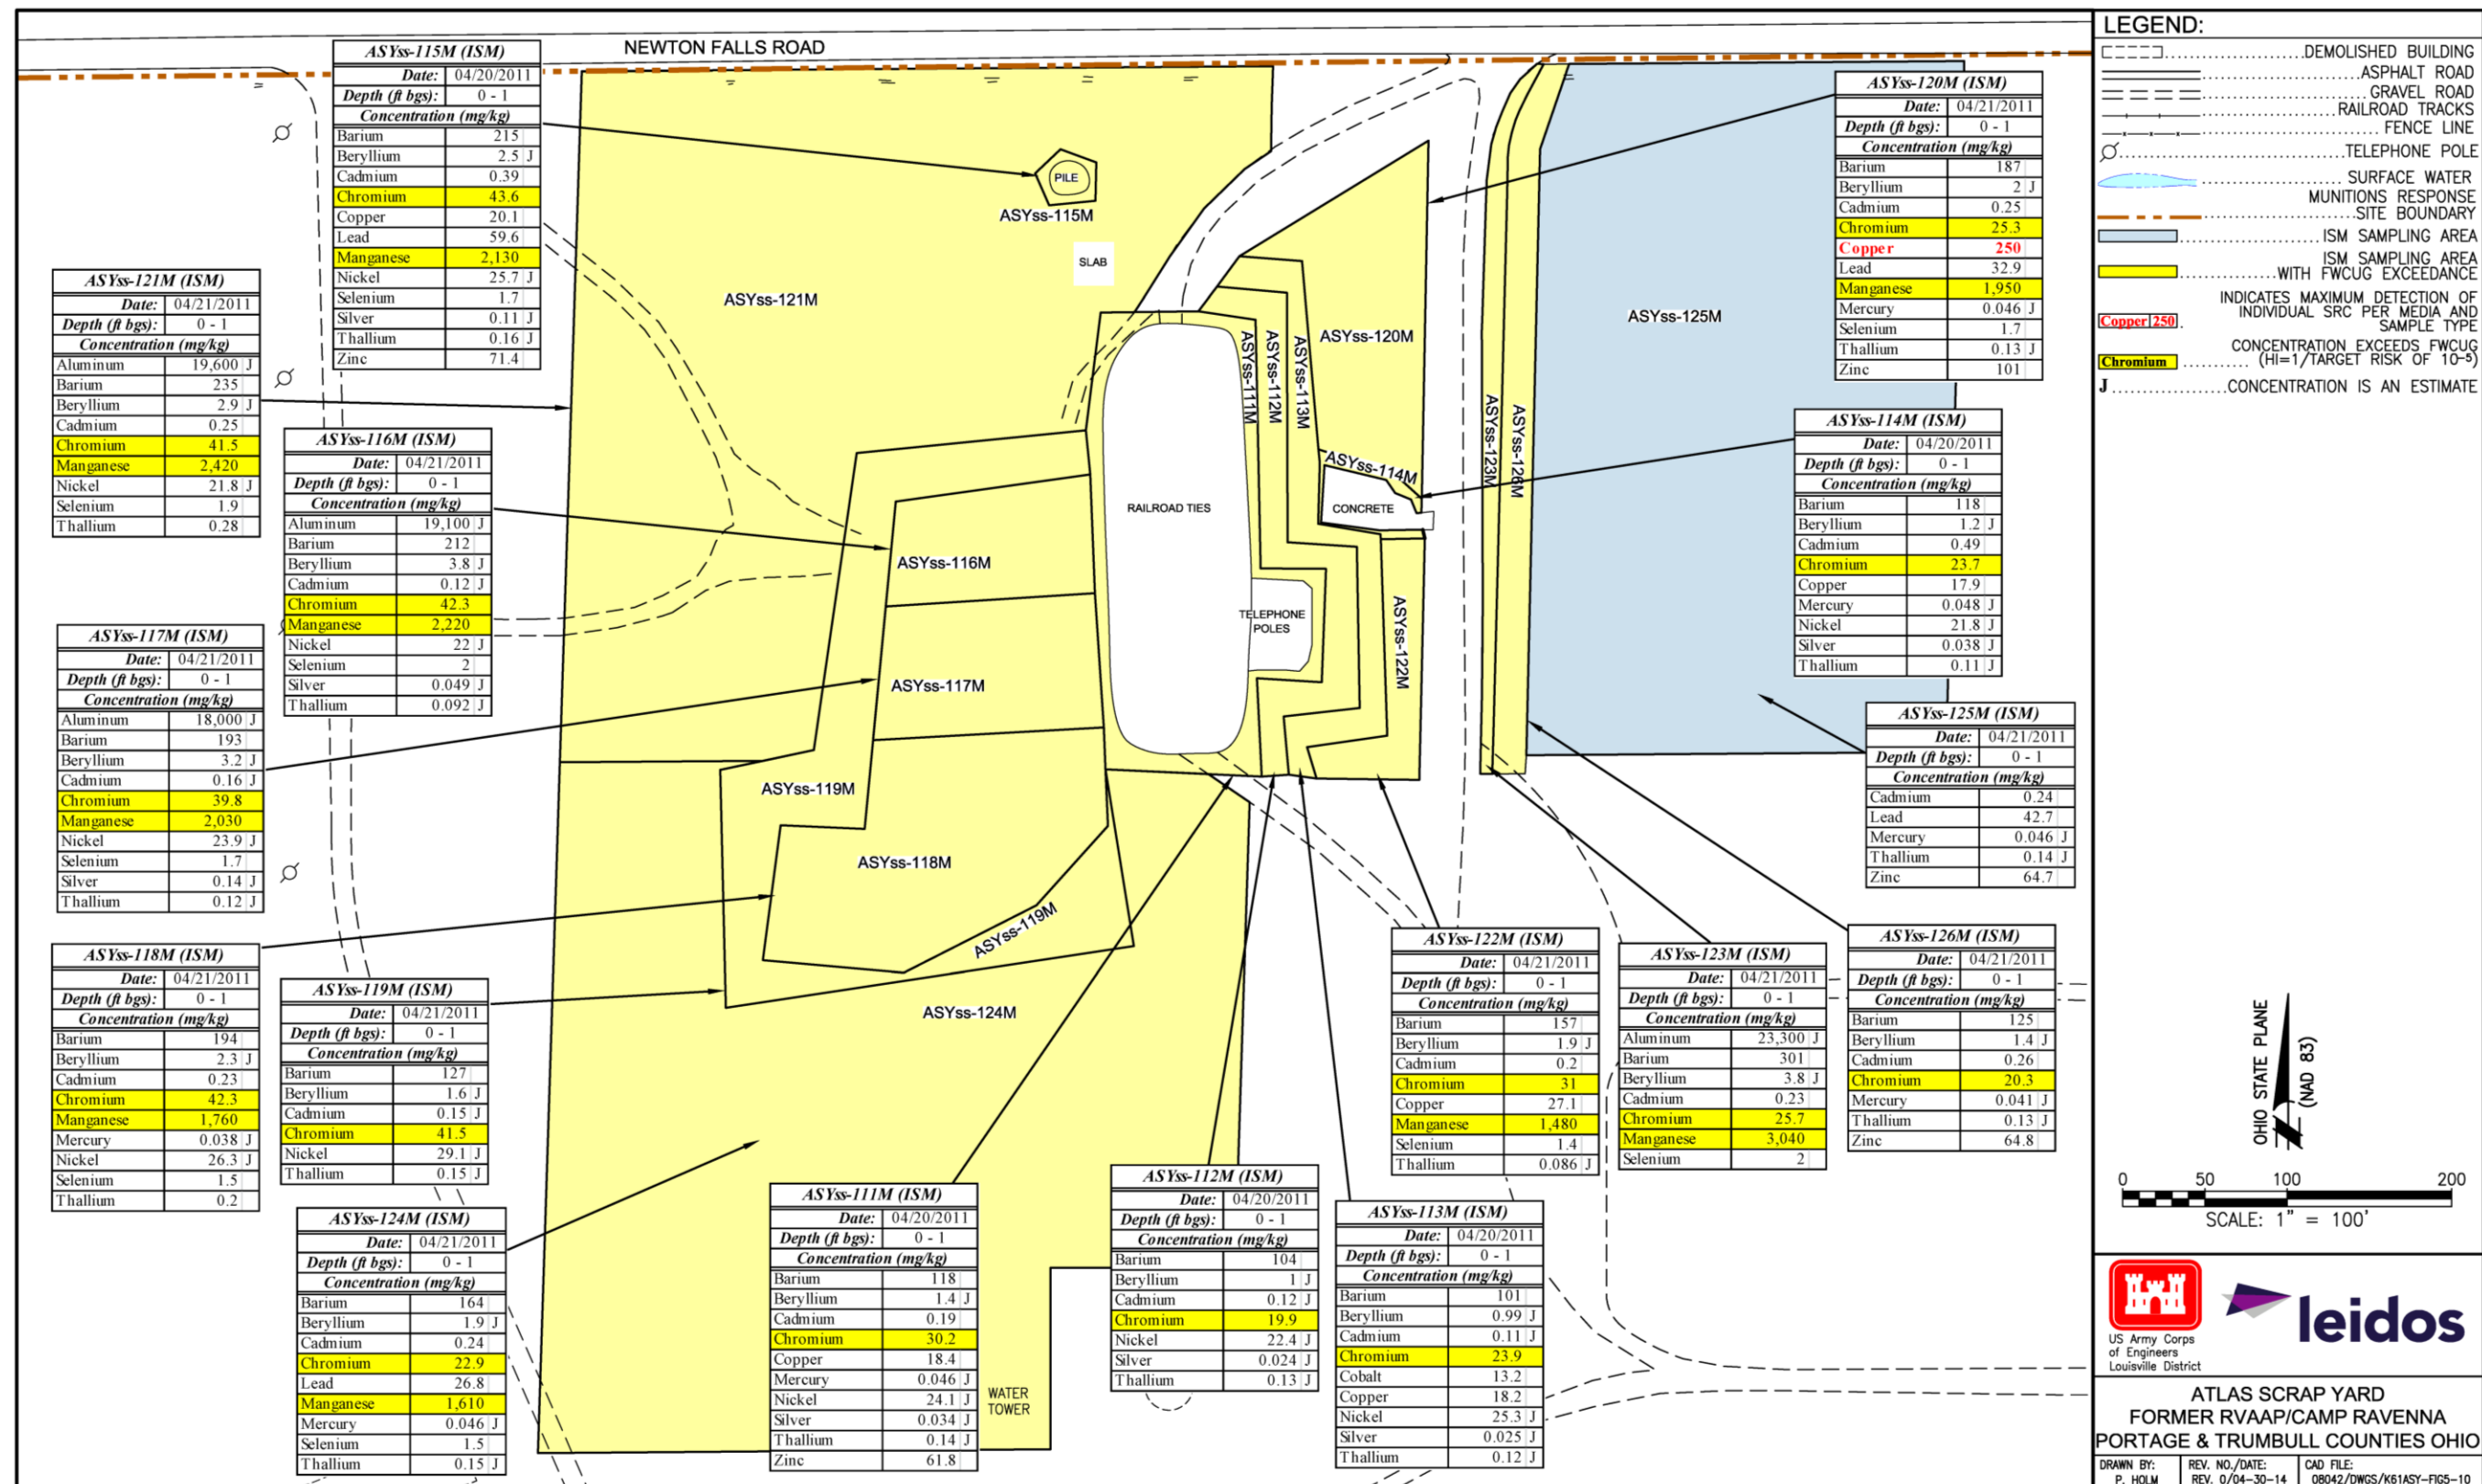 NEWTON FALLS ROAD
ASYss-115M (ISM)
Date: 04/20/2011
Depth (ft bgs): 0 - 1
Concentration (mg/kg)
Barium 215
Beryllium 2.5 J
Cadmium 0.39
Chromium 43.6
Copper 20.1
Lead 59.6
Manganese 2,130
Nickel 25.7 J
Selenium 1.7
Silver 0.11 J
Thallium 0.16 J
Zinc 71.4
ASYss-121M (ISM)
Date: 04/21/2011
Depth (ft bgs): 0 - 1
Concentration (mg/kg)
Aluminum 19,600 J
Barium 235
Beryllium 2.9 J
Cadmium 0.25
Chromium 41.5
Manganese 2,420
Nickel 21.8 J
Selenium 1.9
Thallium 0.28
ASYss-116M (ISM)
Date: 04/21/2011
Depth (ft bgs): 0 - 1
Concentration (mg/kg)
Aluminum 19,100 J
Barium 212
Beryllium 3.8 J
Cadmium 0.12 J
Chromium 42.3
Manganese 2,220
Nickel 22 J
Selenium 2
Silver 0.049 J
Thallium 0.092 J
ASYss-117M (ISM)
Date: 04/21/2011
Depth (ft bgs): 0 - 1
Concentration (mg/kg)
Aluminum 18,000 J
Barium 193
Beryllium 3.2 J
Cadmium 0.16 J
Chromium 39.8
Manganese 2,030
Nickel 23.9 J
Selenium 1.7
Silver 0.14 J
Thallium 0.12 J
ASYss-118M (ISM)
Date: 04/21/2011
Depth (ft bgs): 0 - 1
Concentration (mg/kg)
Barium 194
Beryllium 2.3 J
Cadmium 0.23
Chromium 42.3
Manganese 1,760
Mercury 0.038 J
Nickel 26.3 J
Selenium 1.5
Thallium 0.2
ASYss-119M (ISM)
Date: 04/21/2011
Depth (ft bgs): 0 - 1
Concentration (mg/kg)
Barium 127
Beryllium 1.6 J
Cadmium 0.15 J
Chromium 41.5
Nickel 29.1 J
Thallium 0.15 J
ASYss-124M (ISM)
Date: 04/21/2011
Depth (ft bgs): 0 - 1
Concentration (mg/kg)
Barium 164
Beryllium 1.9 J
Cadmium 0.24
Chromium 22.9
Lead 26.8
Manganese 1,610
Mercury 0.046 J
Selenium 1.5
Thallium 0.15 J
PILE
ASYss-115M
SLAB
ASYss-121M
ASYss-111M
ASYss-112M
ASYss-113M
ASYss-120M
ASYss-114M
CONCRETE
RAILROAD TIES
TELEPHONE
POLES
ASYss-116M
ASYss-117M
ASYss-122M
ASYss-123M
ASYss-126M
ASYss-125M
ASYss-119M
ASYss-118M
ASYss-119M
ASYss-124M
WATER
TOWER
ASYss-111M (ISM)
Date: 04/20/2011
Depth (ft bgs): 0 - 1
Concentration (mg/kg)
Barium 118
Beryllium 1.4 J
Cadmium 0.19
Chromium 30.2
Copper 18.4
Mercury 0.046 J
Nickel 24.1 J
Silver 0.034 J
Thallium 0.14 J
Zinc 61.8
ASYss-112M (ISM)
Date: 04/20/2011
Depth (ft bgs): 0 - 1
Concentration (mg/kg)
Barium 104
Beryllium 1 J
Cadmium 0.12 J
Chromium 19.9
Nickel 22.4 J
Silver 0.024 J
Thallium 0.13 J
ASYss-113M (ISM)
Date: 04/20/2011
Depth (ft bgs): 0 - 1
Concentration (mg/kg)
Barium 101
Beryllium 0.99 J
Cadmium 0.11 J
Chromium 23.9
Cobalt 13.2
Copper 18.2
Nickel 25.3 J
Silver 0.025 J
Thallium 0.12 J
ASYss-122M (ISM)
Date: 04/21/2011
Depth (ft bgs): 0 - 1
Concentration (mg/kg)
Barium 157
Beryllium 1.9 J
Cadmium 0.2
Chromium 31
Copper 27.1
Manganese 1,480
Selenium 1.4
Thallium 0.086 J
ASYss-123M (ISM)
Date: 04/21/2011
Depth (ft bgs): 0 - 1
Concentration (mg/kg)
Aluminum 23,300 J
Barium 301
Beryllium 3.8 J
Cadmium 0.23
Chromium 25.7
Manganese 3,040
Selenium 2
ASYss-126M (ISM)
Date: 04/21/2011
Depth (ft bgs): 0 - 1
Concentration (mg/kg)
Barium 125
Beryllium 1.4 J
Cadmium 0.26
Chromium 20.3
Mercury 0.041 J
Thallium 0.13 J
Zinc 64.8
ASYss-120M (ISM)
Date: 04/21/2011
Depth (ft bgs): 0 - 1
Concentration (mg/kg)
Barium 187
Beryllium 2 J
Cadmium 0.25
Chromium 25.3
Copper 250
Lead 32.9
Manganese 1,950
Mercury 0.046 J
Selenium 1.7
Thallium 0.13 J
Zinc 101
ASYss-114M (ISM)
Date: 04/20/2011
Depth (ft bgs): 0 - 1
Concentration (mg/kg)
Barium 118
Beryllium 1.2 J
Cadmium 0.49
Chromium 23.7
Copper 17.9
Mercury 0.048 J
Nickel 21.8 J
Silver 0.038 J
Thallium 0.11 J
ASYss-125M (ISM)
Date: 04/21/2011
Depth (ft bgs): 0 - 1
Concentration (mg/kg)
Cadmium 0.24
Lead 42.7
Mercury 0.046 J
Thallium 0.14 J
Zinc 64.7
LEGEND:
DEMOLISHED BUILDING
ASPHALT ROAD
GRAVEL ROAD
RAILROAD TRACKS
FENCE LINE
TELEPHONE POLE
SURFACE WATER
MUNITIONS RESPONSE
SITE BOUNDARY
ISM SAMPLING AREA
ISM SAMPLING AREA
WITH FWCUG EXCEEDANCE
INDICATES MAXIMUM DETECTION OF
Copper 250 INDIVIDUAL SRC PER MEDIA AND
SAMPLE TYPE
CONCENTRATION EXCEEDS FWCUG
Chromium (HI=1/TARGET RISK OF 10-5)
J CONCENTRATION IS AN ESTIMATE
OHIO STATE PLANE
(NAD 83)
0 50 100 200
SCALE: 1" = 100'
US Army Corps
of Engineers
Louisville District
leidos
ATLAS SCRAP YARD
FORMER RVAAP/CAMP RAVENNA
PORTAGE & TRUMBULL COUNTIES OHIO
DRAWN BY: REV. NO./DATE: CAD FILE:
P. HOLM REV. 0/04-30-14 08042/DWGS/K61ASY-FIG5-10